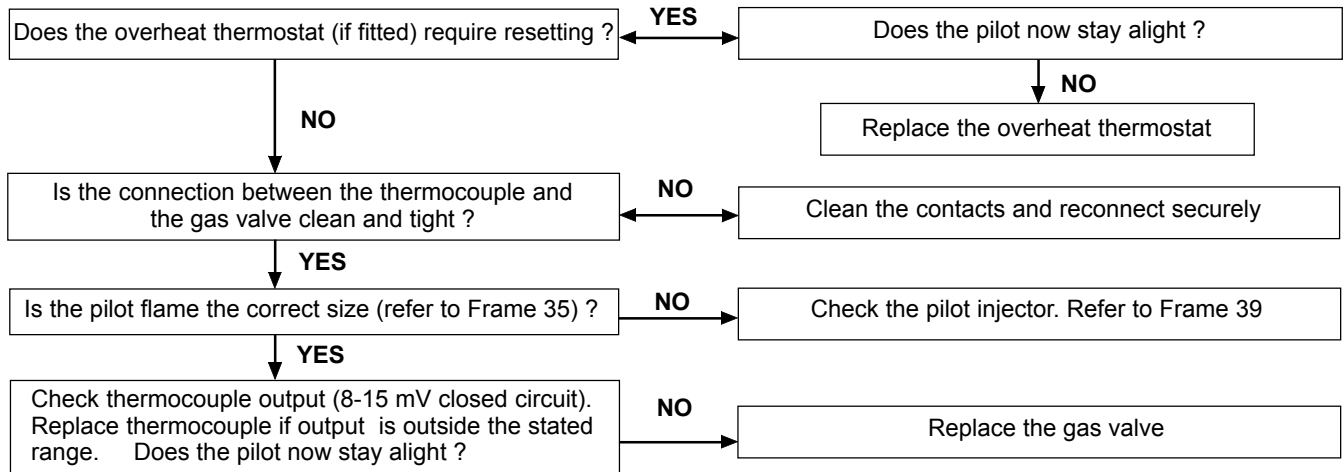 Does the overheat thermostat (if fitted) require resetting ?
YES
Does the pilot now stay alight ?
NO
NO
Replace the overheat thermostat
Is the connection between the thermocouple and
the gas valve clean and tight ?
NO
Clean the contacts and reconnect securely
YES
Is the pilot flame the correct size (refer to Frame 35) ?
NO
Check the pilot injector. Refer to Frame 39
YES
Check thermocouple output (8-15 mV closed circuit).
Replace thermocouple if output is outside the stated
range. Does the pilot now stay alight ?
NO
Replace the gas valve